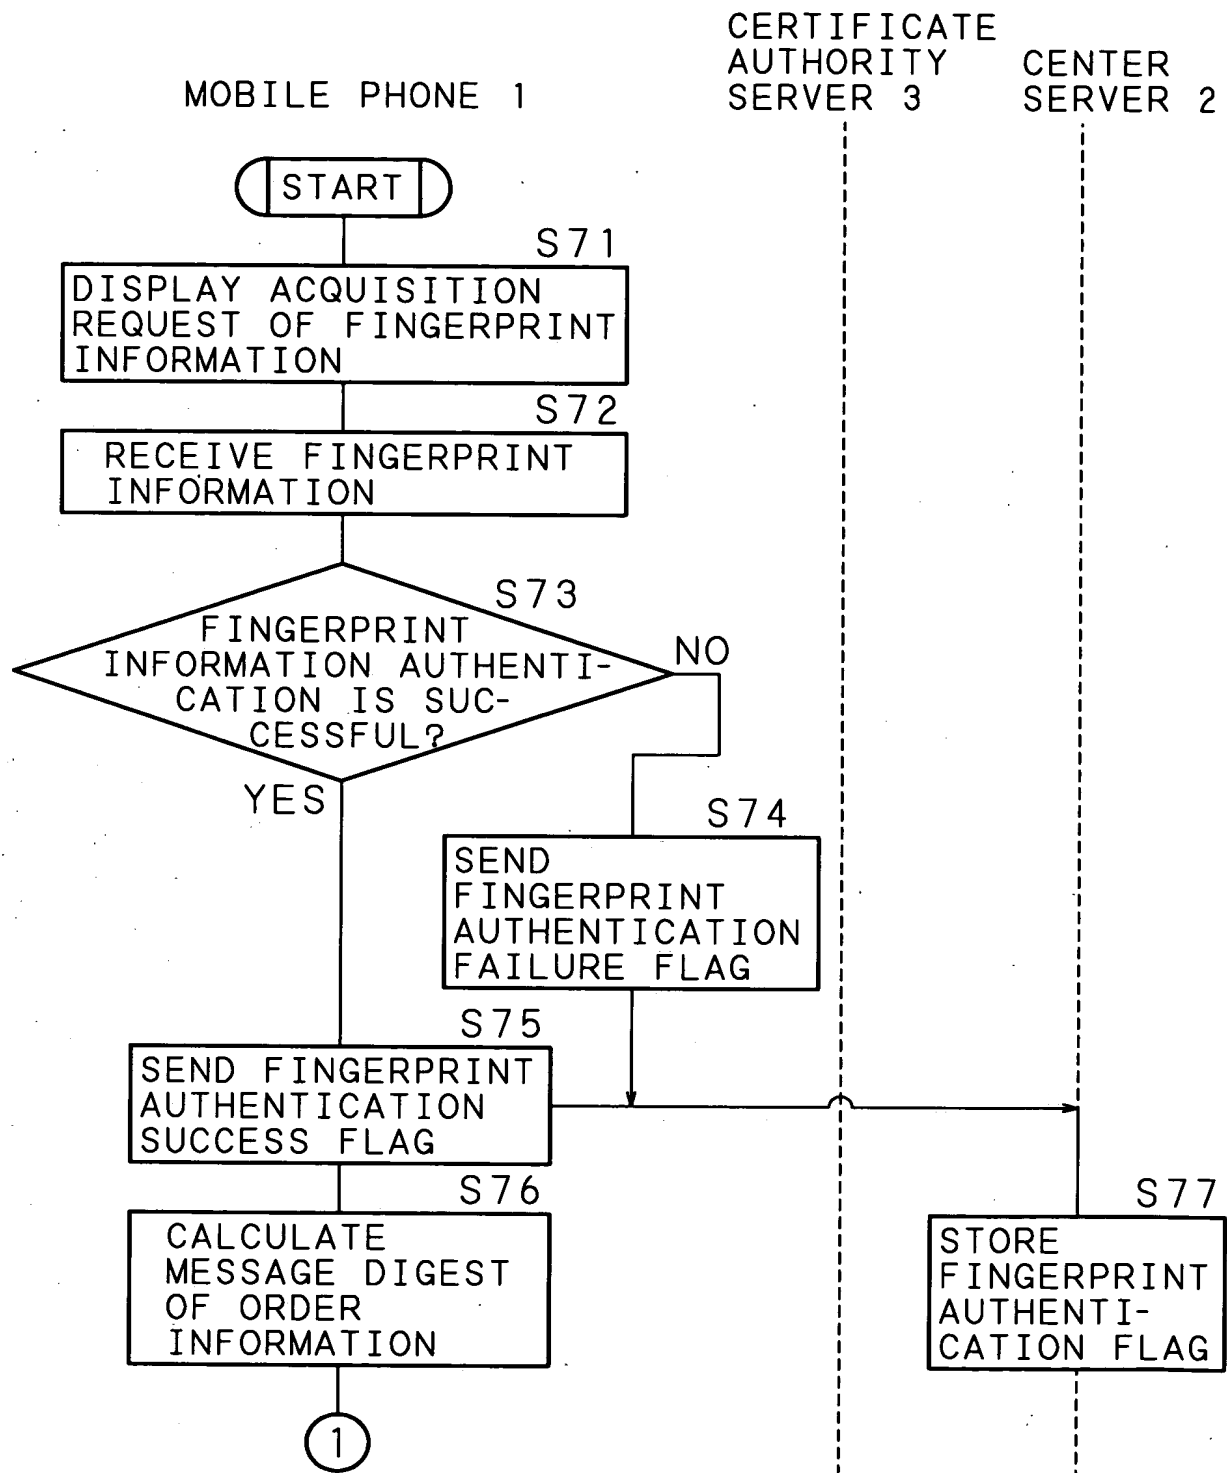 CERTIFICATE
AUTHORITY
SERVER 3
CENTER
SERVER 2
MOBILE PHONE 1
START
S71
DISPLAY ACQUISITION
REQUEST OF FINGERPRINT
INFORMATION
S72
RECEIVE FINGERPRINT
INFORMATION
S73
FINGERPRINT
INFORMATION AUTHENTI-
CATION IS SUC-
CESSFUL?
NO
YES
S74
SEND
FINGERPRINT
AUTHENTICATION
FAILURE FLAG
S75
SEND FINGERPRINT
AUTHENTICATION
SUCCESS FLAG
S76
CALCULATE
MESSAGE DIGEST
OF ORDER
INFORMATION
S77
STORE
FINGERPRINT
AUTHENTI-
CATION FLAG
1